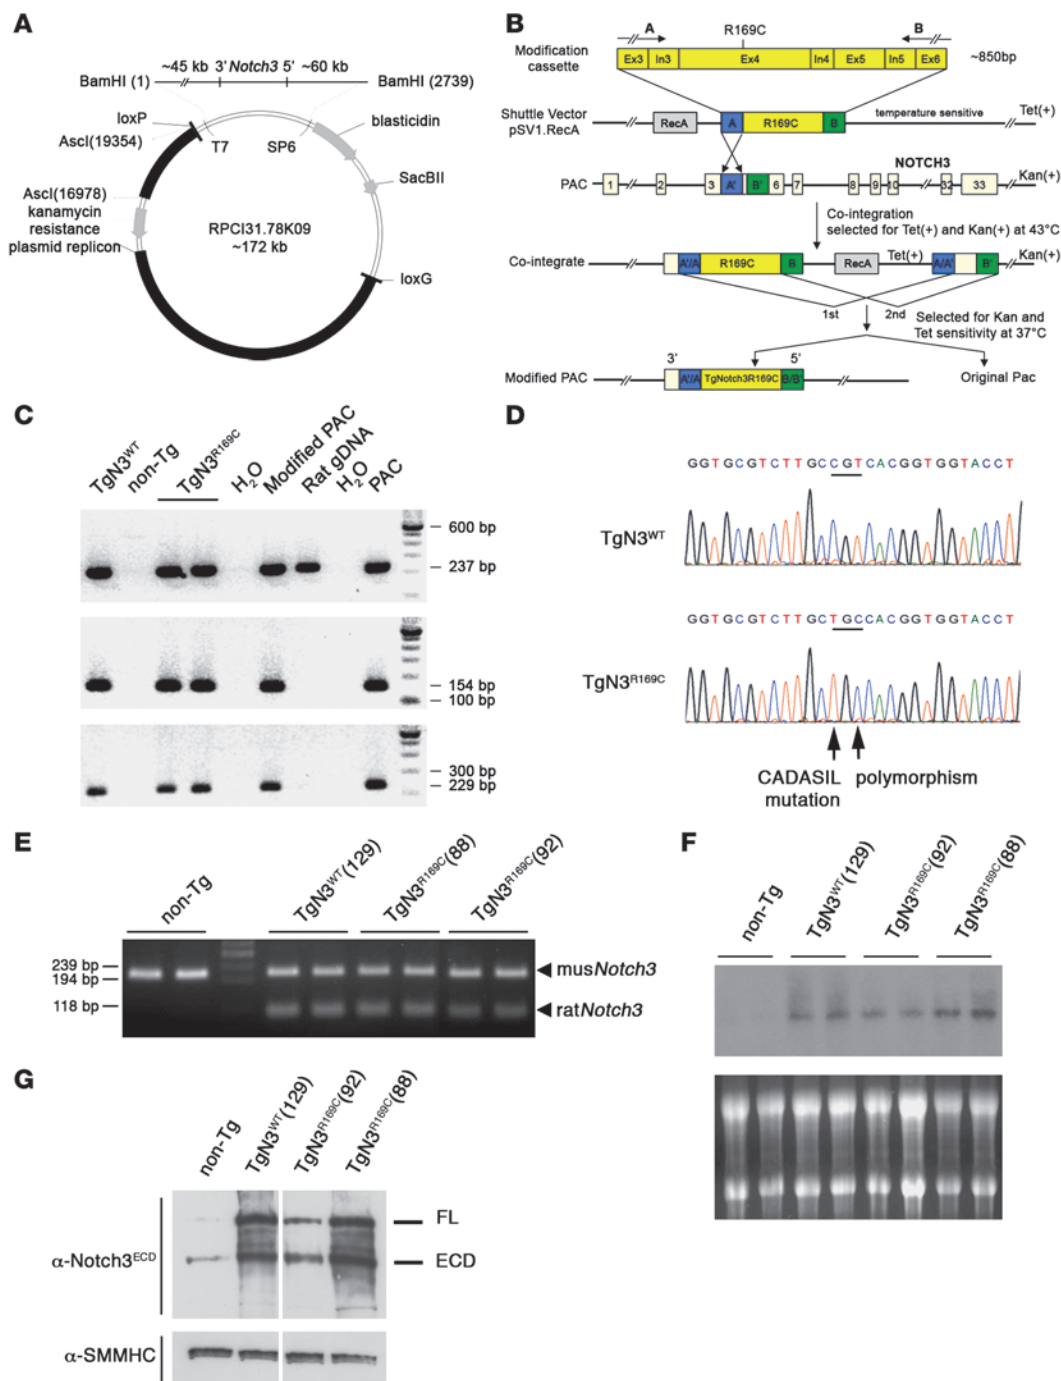 A
~45 kb 3' Notch3 5' ~60 kb
BamHI (1)
BamHI (2739)
loxP
blasticidin
AscI(19354)
T7
SP6
SacBII
AscI(16978)
kanamycin
resistance
plasmid replicon
RPCI31.78K09
~172 kb
loxG
B
A
R169C
B
Modification
cassette
Ex3 In3 Ex4 In4 Ex5 In5 Ex6
~850bp
Shuttle Vector
pSV1.RecA
RecA
A R169C B
temperature sensitive
Tet(+)
NOTCH3
PAC
1 2 3 A' B' 6 7 8 9 10 32 33
Kan(+)
Co-integration
selected for Tet(+) and Kan(+) at 43°C
Co-integrate
A'/A R169C B RecA Tet(+) A/A' B'
Kan(+)
1st
2nd
Selected for Kan and
Tet sensitivity at 37°C
3'
5'
Modified PAC
A'/A TgNotch3R169C B/B'
Original Pac
C
TgN3WT
non-Tg
TgN3R169C
H2O
Modified PAC
Rat gDNA
H2O
PAC
600 bp
237 bp
154 bp
100 bp
300 bp
229 bp
D
GGTGCGTCTTGCCGTCACGGTGGTACCT
TgN3WT
GGTGCGTCTTGCTGCCACGGTGGTACCT
TgN3R169C
CADASIL
mutation
polymorphism
E
non-Tg
TgN3WT(129)
TgN3R169C(88)
TgN3R169C(92)
239 bp
194 bp
118 bp
musNotch3
ratNotch3
F
non-Tg
TgN3WT(129)
TgN3R169C(92)
TgN3R169C(88)
G
non-Tg
TgN3WT(129)
TgN3R169C(92)
TgN3R169C(88)
α-Notch3ECD
FL
ECD
α-SMMHC